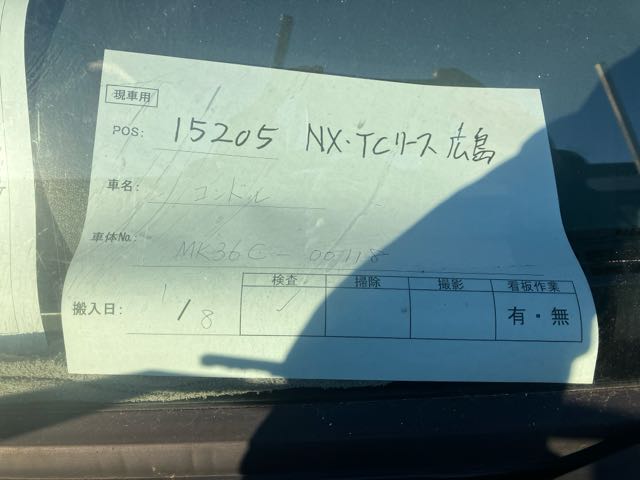 現車用
POS: 15205 NX・TCリース広島
車名: コンドル
車体No. MK36C-00118
搬入日: 1/8
検査 掃除 撮影 看板作業
✓ 有・無